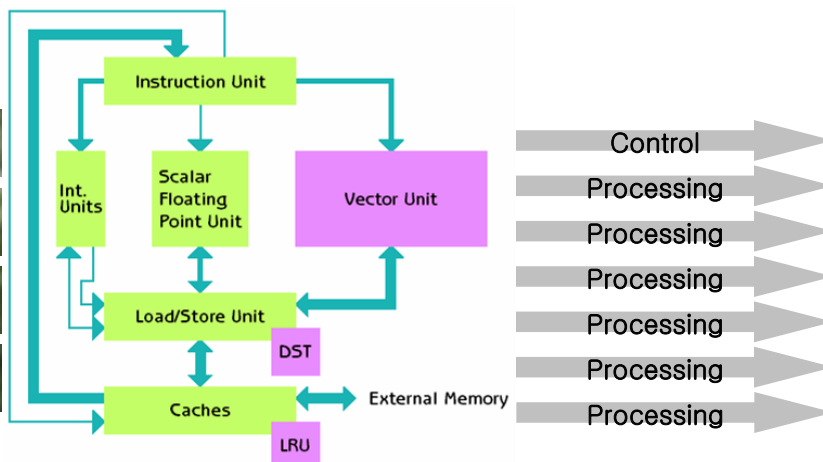 Instruction Unit
Int.
Units
Scalar
Floating
Point Unit
Vector Unit
Load/Store Unit
DST
Caches
External Memory
LRU
Control
Processing
Processing
Processing
Processing
Processing
Processing